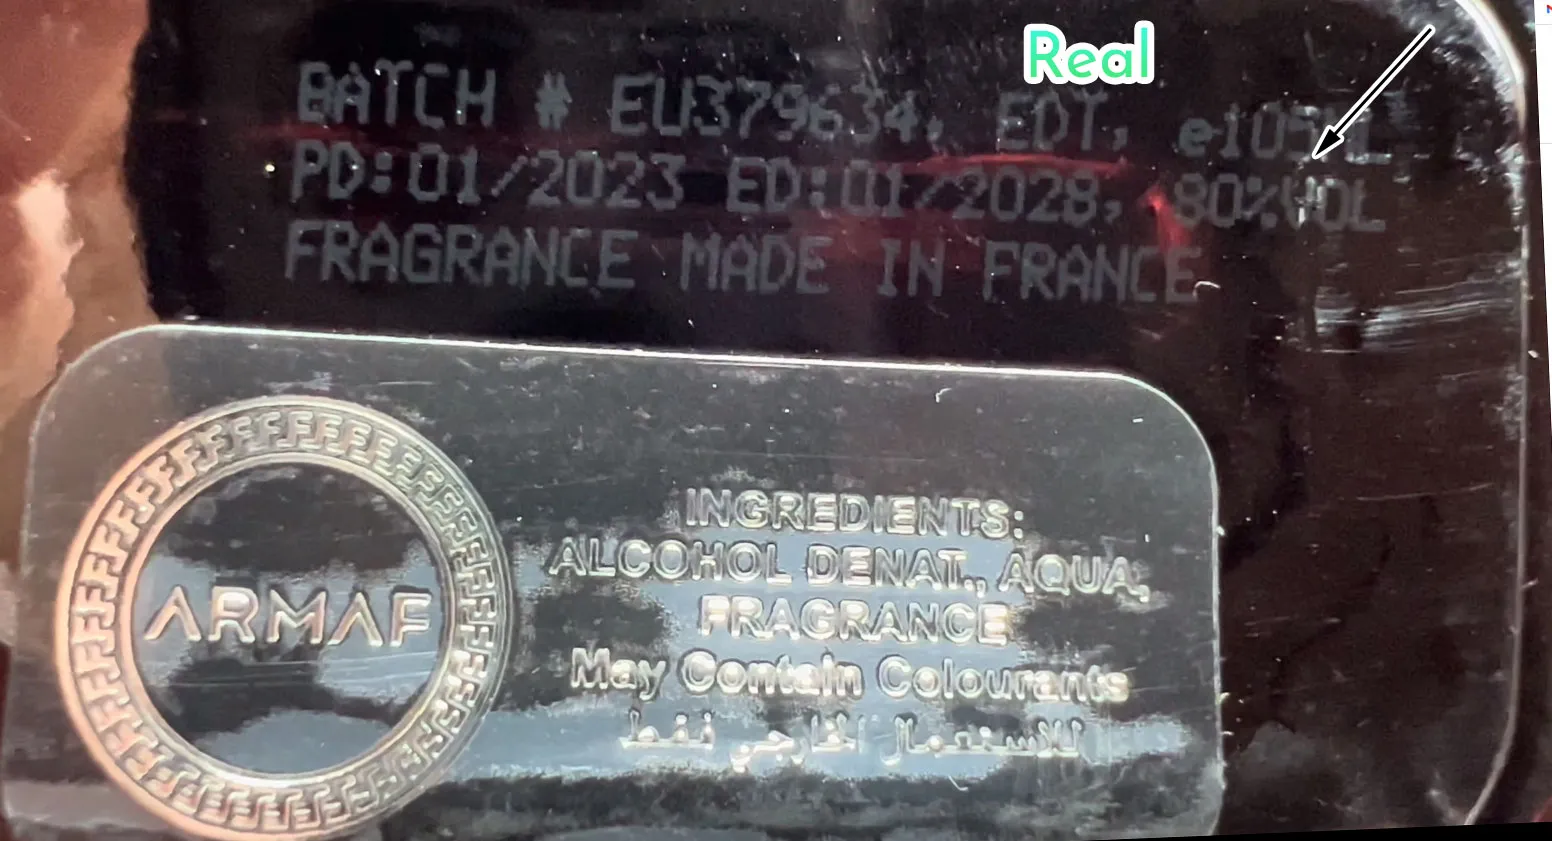 Real
BATCH # EU379634, EDT, e105ML
PD:01/2023 ED:01/2028, 80%VOL
FRAGRANCE MADE IN FRANCE
ARMAF
INGREDIENTS:
ALCOHOL DENAT., AQUA,
FRAGRANCE
May Contain Colourants
للاستعمال الخارجي فقط